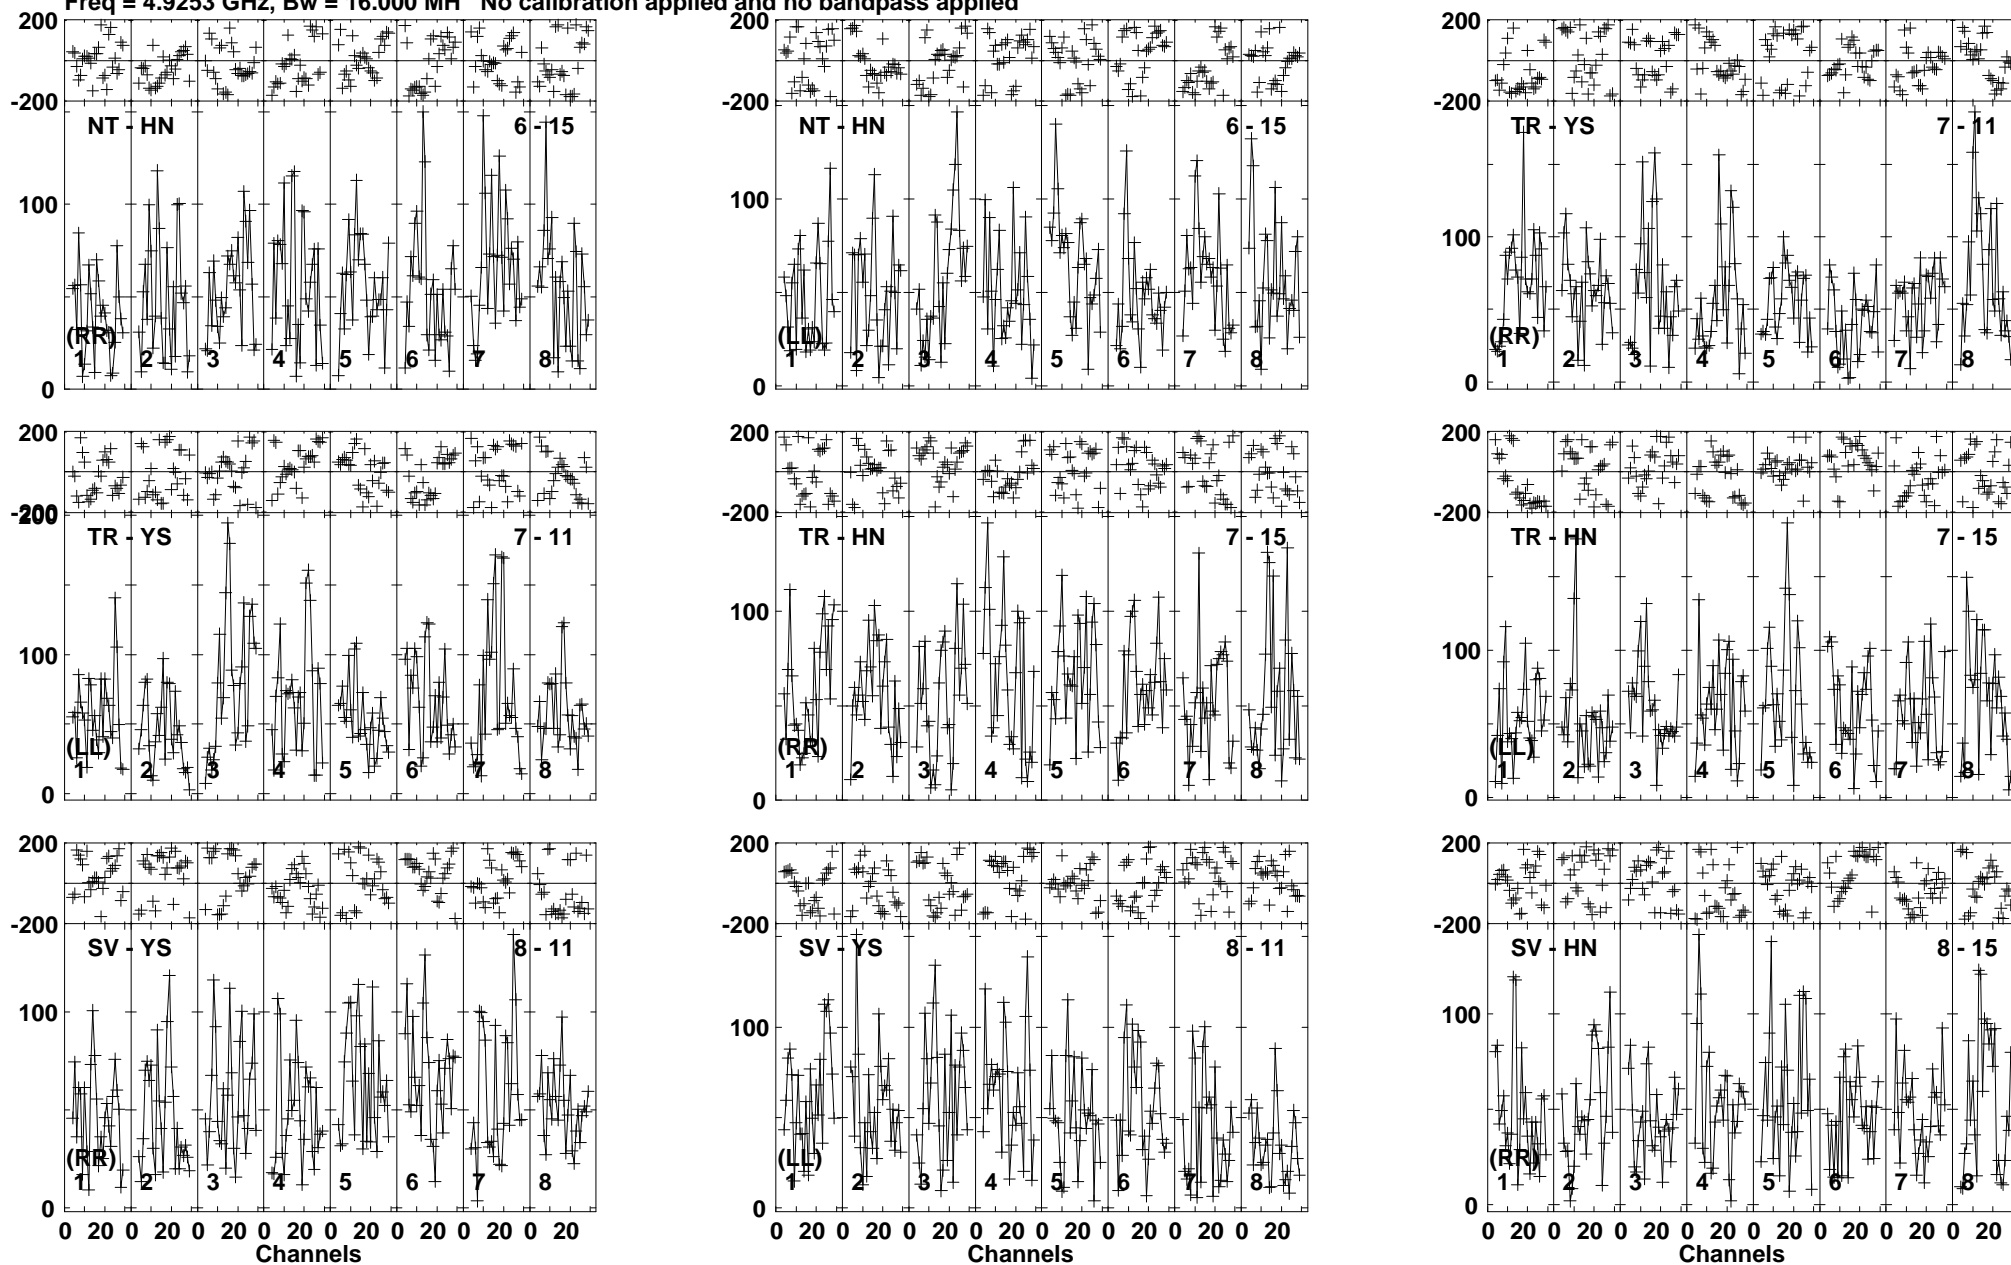 Freq = 4.9253 GHz, Bw = 16.000 MH No calibration applied and no bandpass applied
200 200 200
-200 -200 -200
NT - HN 6 - 15 NT - HN 6 - 15 TR - YS 7 - 11
100 100 100
(RR) (LL) (RR)
1 2 3 4 5 6 7 8 1 2 3 4 5 6 7 8 1 2 3 4 5 6 7 8
0 0 0
200 200 200
-200 -200 -200
200
TR - YS 7 - 11 TR - HN 7 - 15 TR - HN 7 - 15
100 100 100
(LL) (RR) (LL)
1 2 3 4 5 6 7 8 1 2 3 4 5 6 7 8 1 2 3 4 5 6 7 8
0 0 0
200 200 200
-200 -200 -200
SV - YS 8 - 11 SV - YS 8 - 11 SV - HN 8 - 15
100 100 100
(RR) (LL) (RR)
1 2 3 4 5 6 7 8 1 2 3 4 5 6 7 8 1 2 3 4 5 6 7 8
0 0 0
0 20 0 20 0 20 0 20 0 20 0 20 0 20 0 20 0 20 0 20 0 20 0 20 0 20 0 20 0 20 0 20 0 20 0 20 0 20 0 20 0 20 0 20 0 20 0 20
Channels Channels Channels